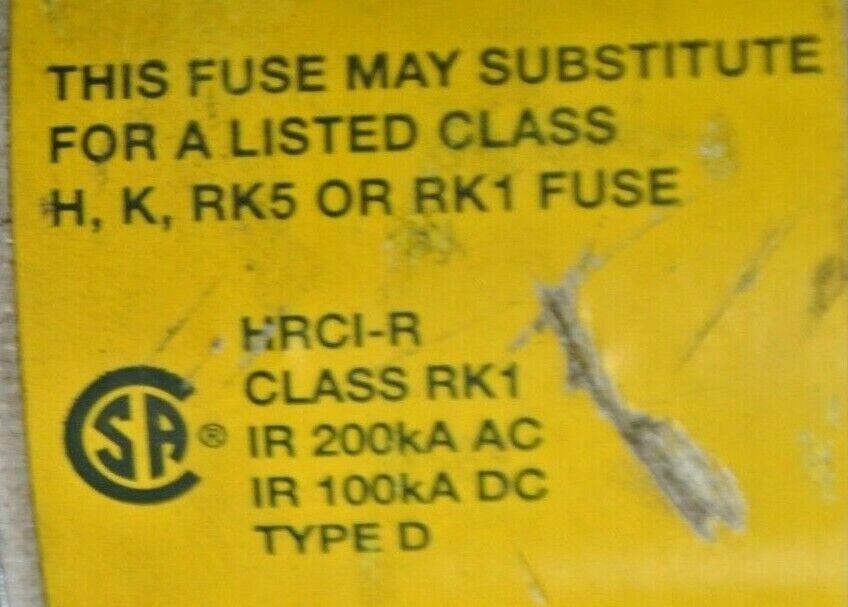 THIS FUSE MAY SUBSTITUTE
FOR A LISTED CLASS
H, K, RK5 OR RK1 FUSE
HRCI-R
CLASS RK1
CSA® IR 200kA AC
IR 100kA DC
TYPE D